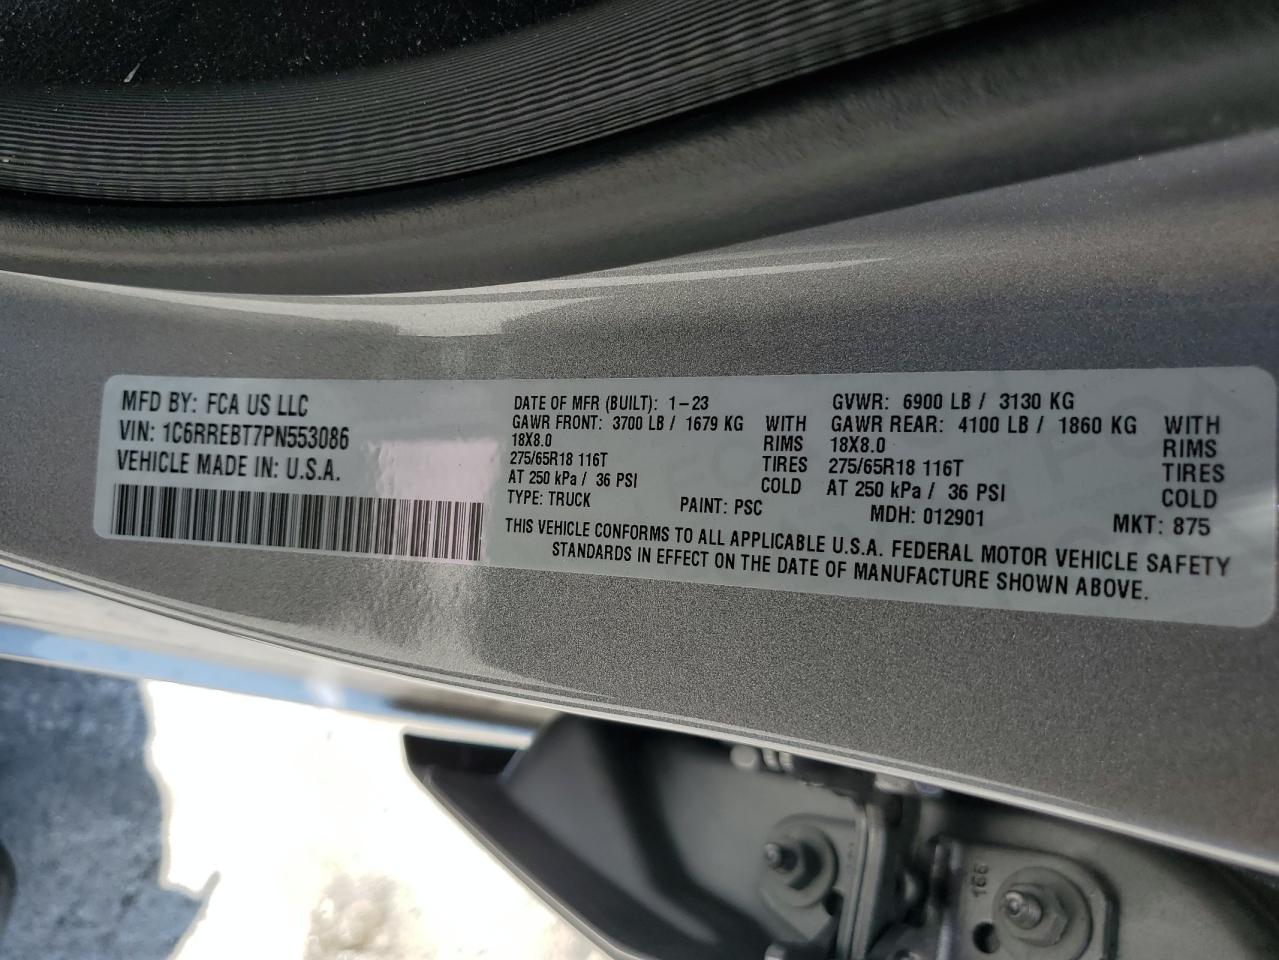 MFD BY: FCA US LLC
VIN: 1C6RREBT7PN553086
VEHICLE MADE IN: U.S.A.
DATE OF MFR (BUILT): 1-23 GVWR: 6900 LB / 3130 KG
GAWR FRONT: 3700 LB / 1679 KG WITH GAWR REAR: 4100 LB / 1860 KG WITH
18X8.0 RIMS 18X8.0 RIMS
275/65R18 116T TIRES 275/65R18 116T TIRES
AT 250 kPa / 36 PSI COLD AT 250 kPa / 36 PSI COLD
TYPE: TRUCK PAINT: PSC MDH: 012901 MKT: 875
THIS VEHICLE CONFORMS TO ALL APPLICABLE U.S.A. FEDERAL MOTOR VEHICLE SAFETY
STANDARDS IN EFFECT ON THE DATE OF MANUFACTURE SHOWN ABOVE.
166